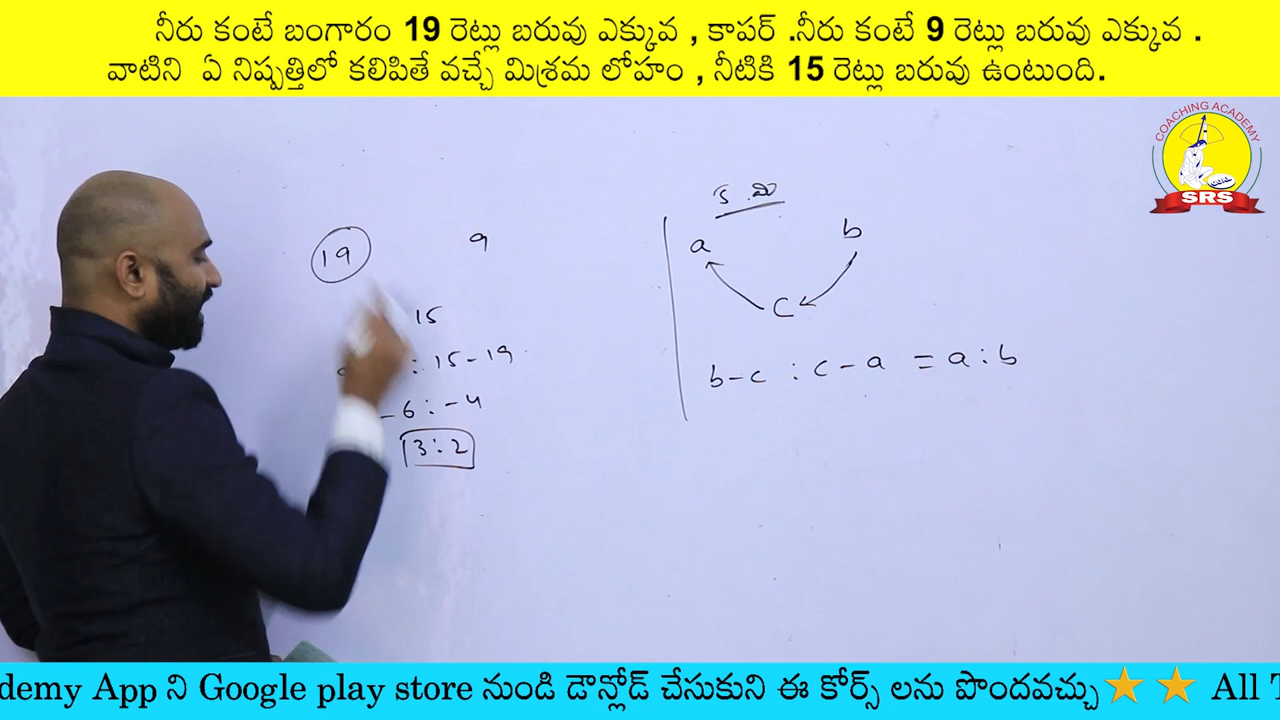 నీరు కంటే బంగారం 19 రెట్లు బరువు ఎక్కువ , కాపర్ .నీరు కంటే 9 రెట్లు బరువు ఎక్కువ .
వాటిని ఏ నిష్పత్తిలో కలిపితే వచ్చే మిశ్రమ లోహం , నీటికి 15 రెట్లు బరువు ఉంటుంది.
COACHING ACADEMY
SRS
19 9
15
: 15-19
-6 : -4
3:2
a b
c
b-c : c-a = a:b
demy App ని Google play store నుండి డౌన్లోడ్ చేసుకుని ఈ కోర్స్ లను పొందవచ్చు ⭐ ⭐ All T